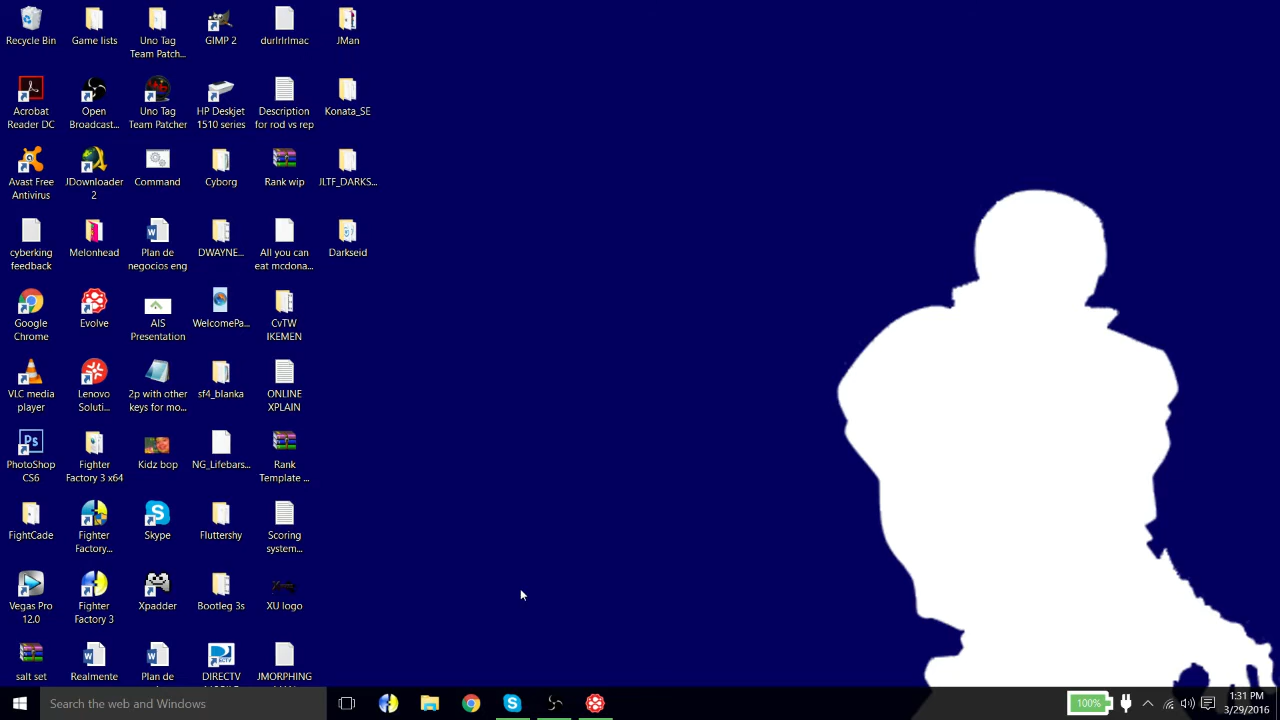 Recycle Bin
Game lists
Uno Tag
Team Patch...
GIMP 2
durlrlrlmac
JMan
Acrobat
Reader DC
Open
Broadcast...
Uno Tag
Team Patcher
HP Deskjet
1510 series
Description
for rod vs rep
Konata_SE
Avast Free
Antivirus
JDownloader
2
Command
Cyborg
Rank wip
JLTF_DARKS...
cyberking
feedback
Melonhead
Plan de
negocios eng
DWAYNE...
All you can
eat mcdona...
Darkseid
Google
Chrome
Evolve
AIS
Presentation
WelcomePa...
CvTW
IKEMEN
VLC media
player
Lenovo
Soluti...
2p with other
keys for mo...
sf4_blanka
ONLINE
XPLAIN
Ps
PhotoShop
CS6
Fighter
Factory 3 x64
Kidz bop
NG_Lifebars...
Rank
Template ...
FightCade
Fighter
Factory...
Skype
Fluttershy
Scoring
system...
Vegas Pro
12.0
Fighter
Factory 3
Xpadder
Bootleg 3s
XU logo
salt set
Realmente
Plan de
DIRECTV
JMORPHING
Search the web and Windows
100%
1:31 PM
3/29/2016